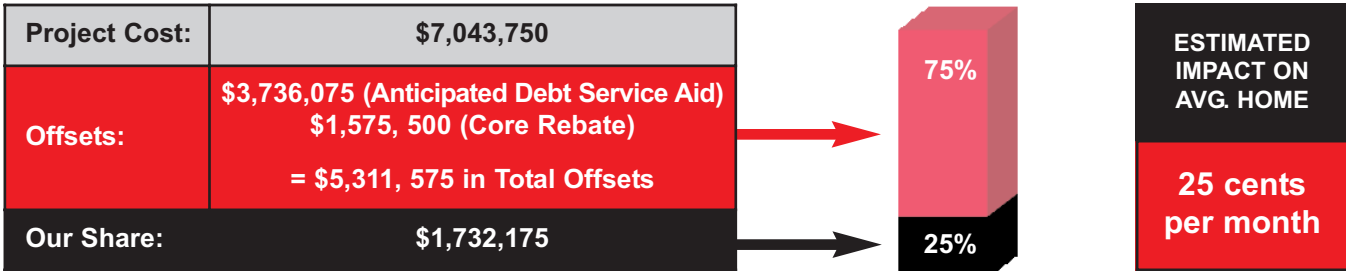 Project Cost:
$7,043,750
Offsets:
$3,736,075 (Anticipated Debt Service Aid)
$1,575, 500 (Core Rebate)
= $5,311, 575 in Total Offsets
Our Share:
$1,732,175
75%
25%
ESTIMATED
IMPACT ON
AVG. HOME
25 cents
per month